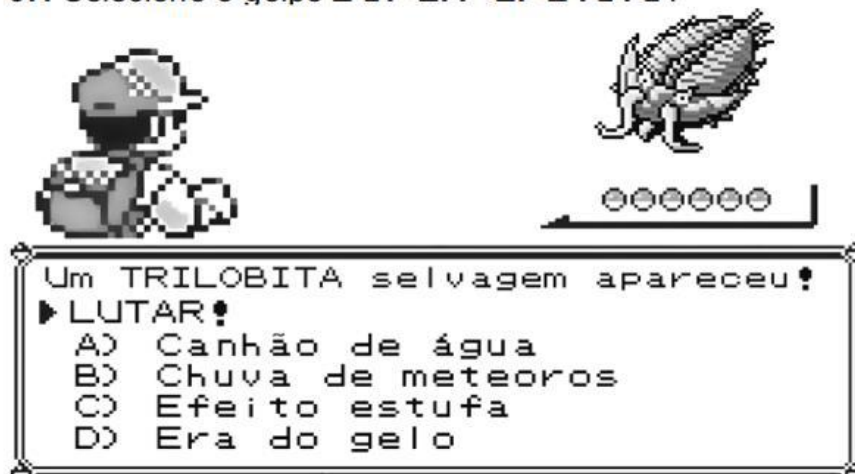 Um TRILOBITA selvagem apareceu!
▶LUTAR!
A) Canhão de água
B) Chuva de meteoros
C) Efeito estufa
D) Era do gelo